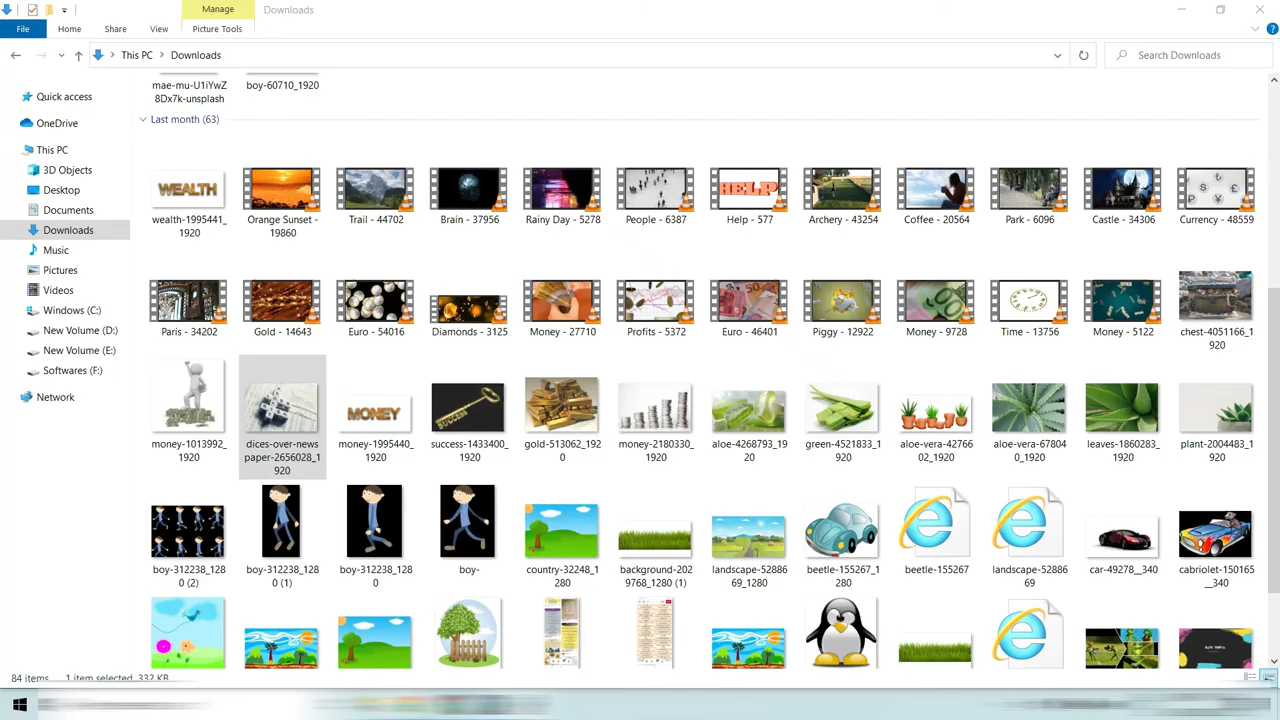 Manage
Downloads
File
Home
Share
View
Picture Tools
This PC
Downloads
Search Downloads
Quick access
OneDrive
This PC
3D Objects
Desktop
Documents
Downloads
Music
Pictures
Videos
Windows (C:)
New Volume (D:)
New Volume (E:)
Softwares (F:)
Network
mae-mu-U1iYwZ
8Dx7k-unsplash
boy-60710_1920
Last month (63)
WEALTH
HELP
wealth-1995441_
1920
Orange Sunset -
19860
Trail - 44702
Brain - 37956
Rainy Day - 5278
People - 6387
Help - 577
Archery - 43254
Coffee - 20564
Park - 6096
Castle - 34306
Currency - 48559
Paris - 34202
Gold - 14643
Euro - 54016
Diamonds - 3125
Money - 27710
Profits - 5372
Euro - 46401
Piggy - 12922
Money - 9728
Time - 13756
Money - 5122
chest-4051166_1
920
MONEY
SUCCESS
money-1013992_
1920
dices-over-news
paper-2656028_1
920
money-1995440_
1920
success-1433400_
1920
gold-513062_192
0
money-2180330_
1920
aloe-4268793_19
20
green-4521833_1
920
aloe-vera-42766
02_1920
aloe-vera-67804
0_1920
leaves-1860283_
1920
plant-2004483_1
920
boy-312238_128
0 (2)
boy-312238_128
0 (1)
boy-312238_128
0
boy-
country-32248_1
280
background-202
9768_1280 (1)
landscape-52886
69_1280
beetle-155267_1
280
beetle-155267
landscape-52886
69
car-49278__340
cabriolet-150165
__340
84 items
1 item selected 332 KB